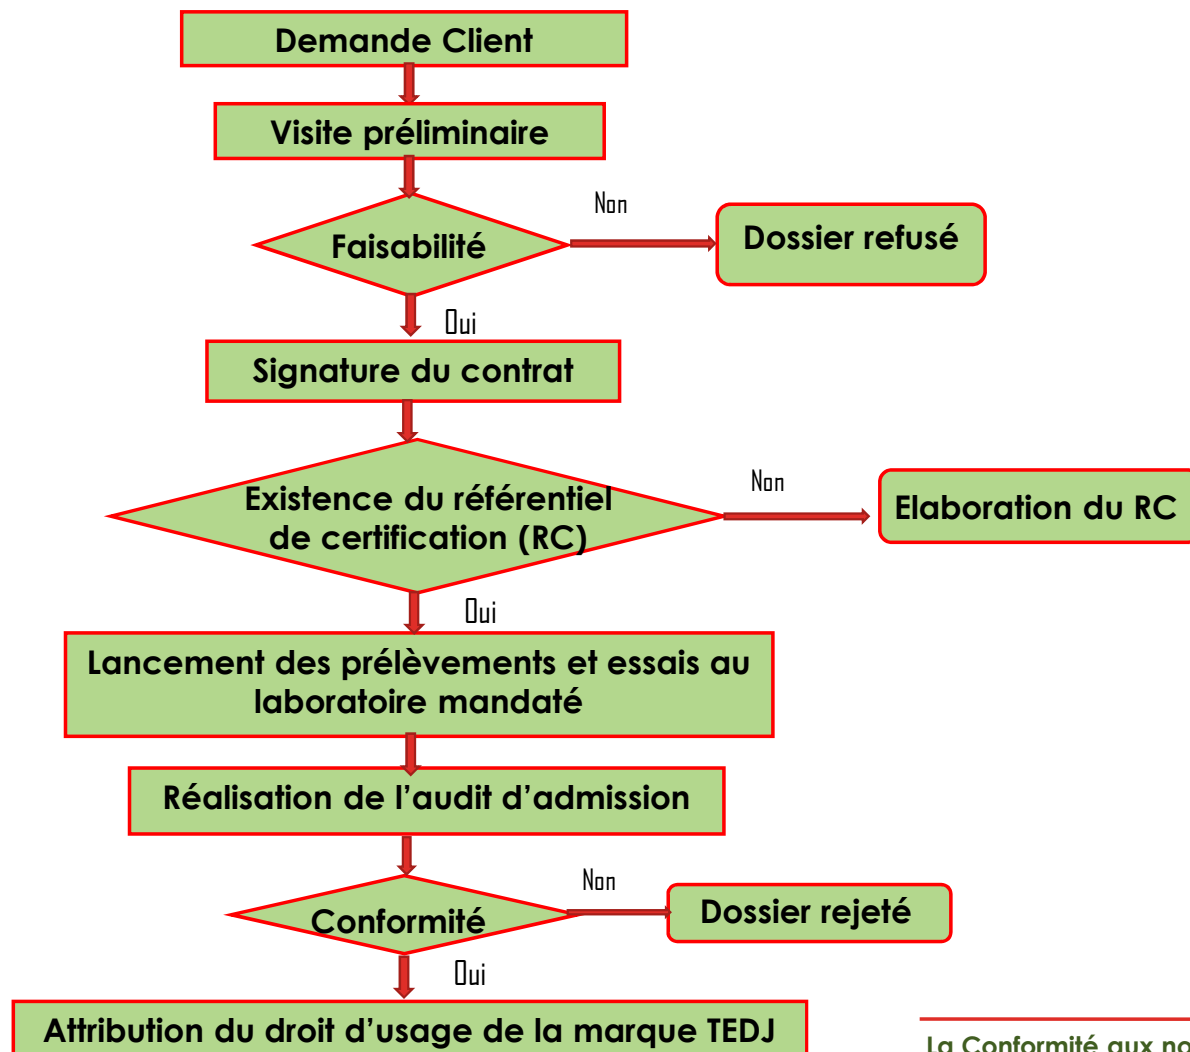 Demande Client
Visite préliminaire
Non
Faisabilité
Dossier refusé
Oui
Signature du contrat
Existence du référentiel
de certification (RC)
Non
Elaboration du RC
Oui
Lancement des prélèvements et essais au
laboratoire mandaté
Réalisation de l’audit d’admission
Non
Conformité
Dossier rejeté
Oui
Attribution du droit d’usage de la marque TEDJ
La Conformité aux